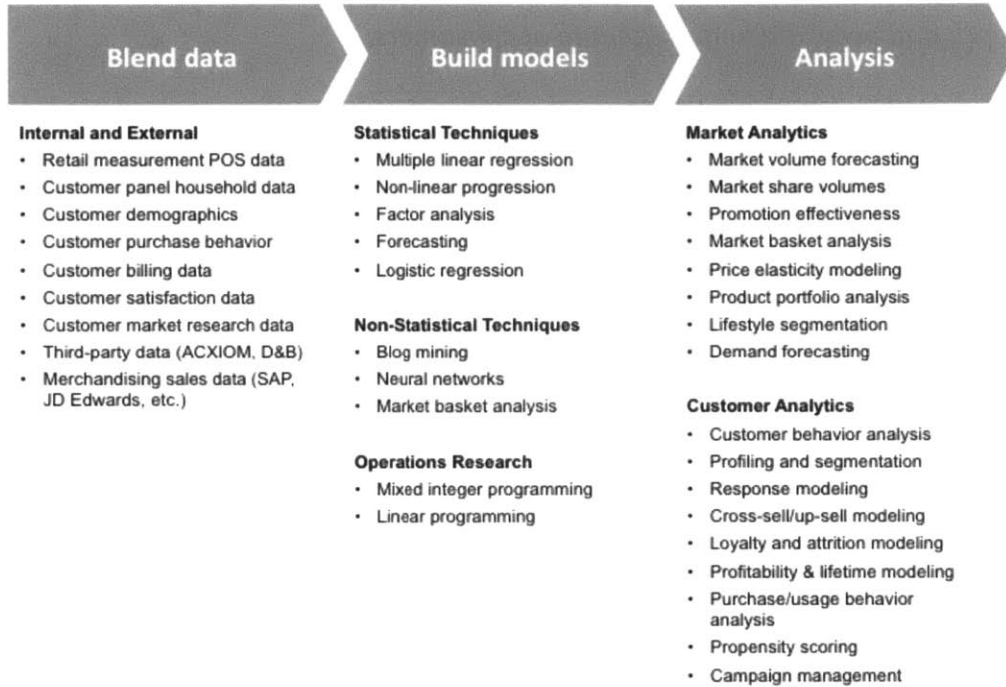 Blend data
Build models
Analysis
Internal and External
• Retail measurement POS data
• Customer panel household data
• Customer demographics
• Customer purchase behavior
• Customer billing data
• Customer satisfaction data
• Customer market research data
• Third-party data (ACXIOM, D&B)
• Merchandising sales data (SAP,
JD Edwards, etc.)
Statistical Techniques
• Multiple linear regression
• Non-linear progression
• Factor analysis
• Forecasting
• Logistic regression
Non-Statistical Techniques
• Blog mining
• Neural networks
• Market basket analysis
Operations Research
• Mixed integer programming
• Linear programming
Market Analytics
• Market volume forecasting
• Market share volumes
• Promotion effectiveness
• Market basket analysis
• Price elasticity modeling
• Product portfolio analysis
• Lifestyle segmentation
• Demand forecasting
Customer Analytics
• Customer behavior analysis
• Profiling and segmentation
• Response modeling
• Cross-sell/up-sell modeling
• Loyalty and attrition modeling
• Profitability & lifetime modeling
• Purchase/usage behavior
analysis
• Propensity scoring
• Campaign management